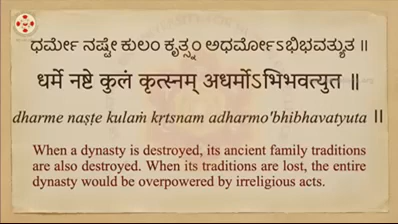 ಧರ್ಮೇ ನಷ್ಟೇ ಕುಲಂ ಕೃತ್ಸ್ನಂ ಅಧರ್ಮೋಽಭಿಭವತ್ಯುತ ॥
धर्मे नष्टे कुलं कृत्स्नम् अधर्मोऽभिभवत्युत ॥
dharme naṣṭe kulaṁ kṛtsnam adharmo'bhibhavatyuta ॥
When a dynasty is destroyed, its ancient family traditions
are also destroyed. When its traditions are lost, the entire
dynasty would be overpowered by irreligious acts.